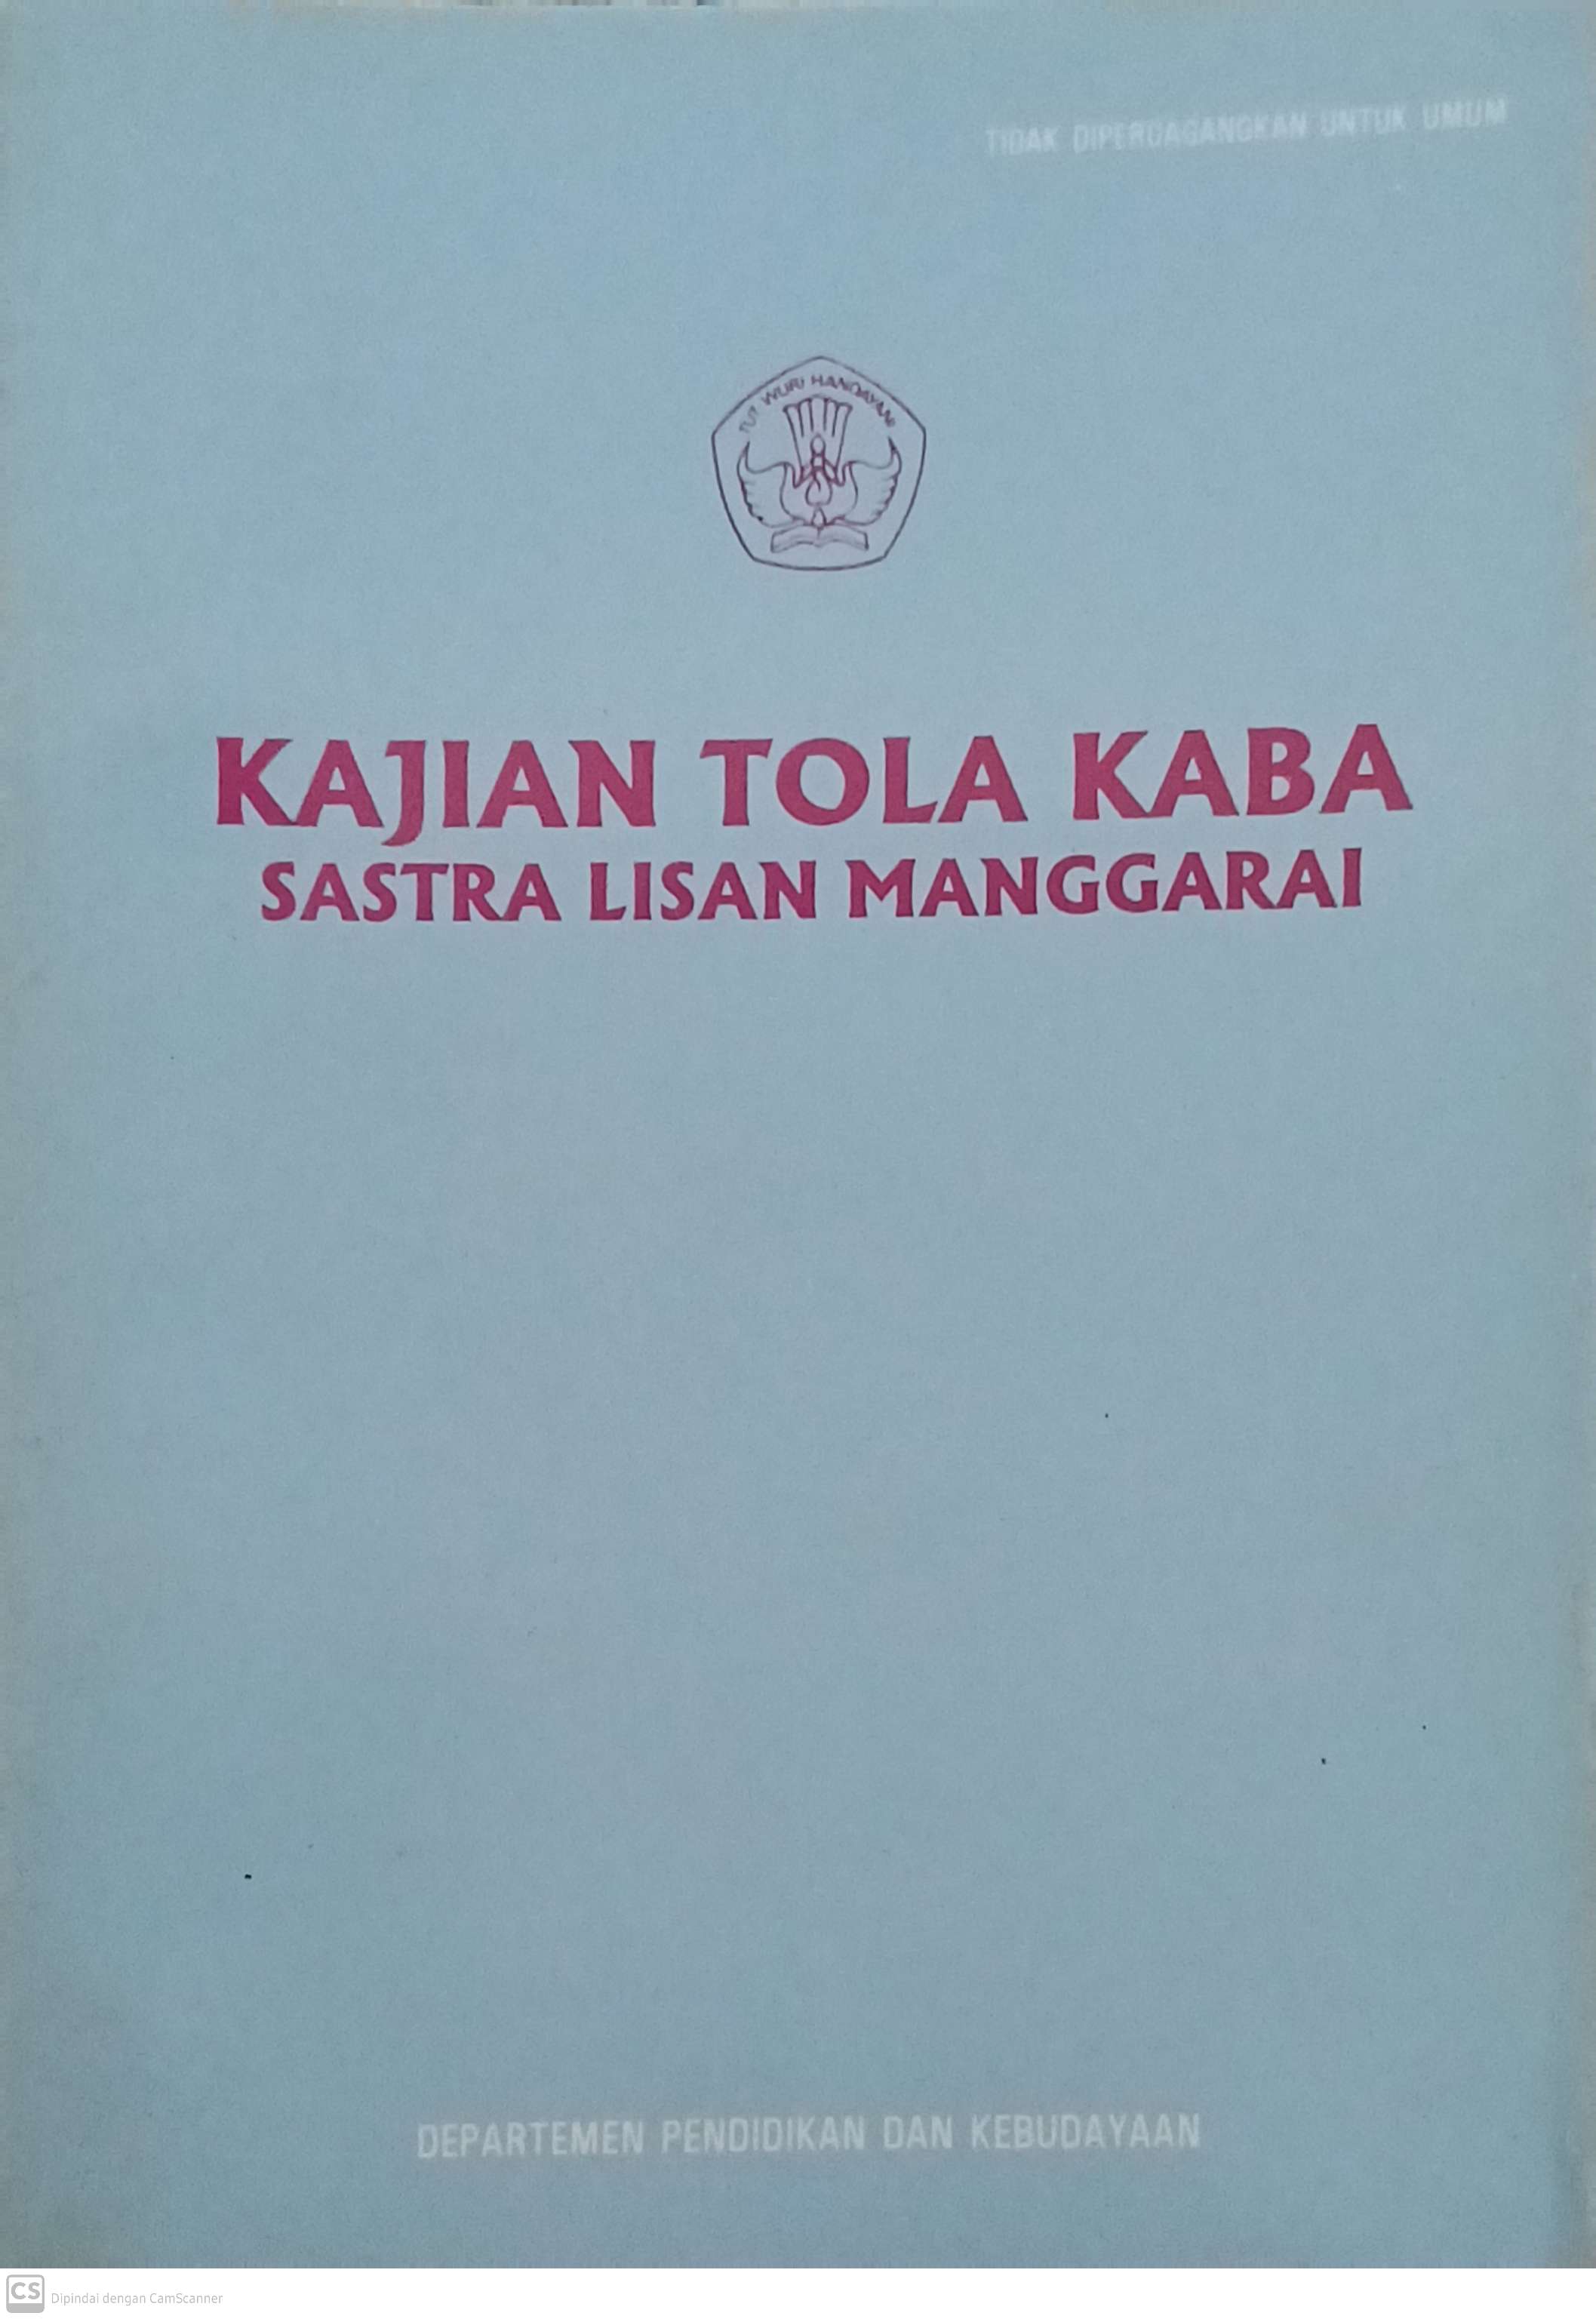 TIDAK DIPERDAGANGKAN UNTUK UMUM
TUT WURI HANDAYANI
KAJIAN TOLA KABA
SASTRA LISAN MANGGARAI
DEPARTEMEN PENDIDIKAN DAN KEBUDAYAAN
CS Dipindai dengan CamScanner